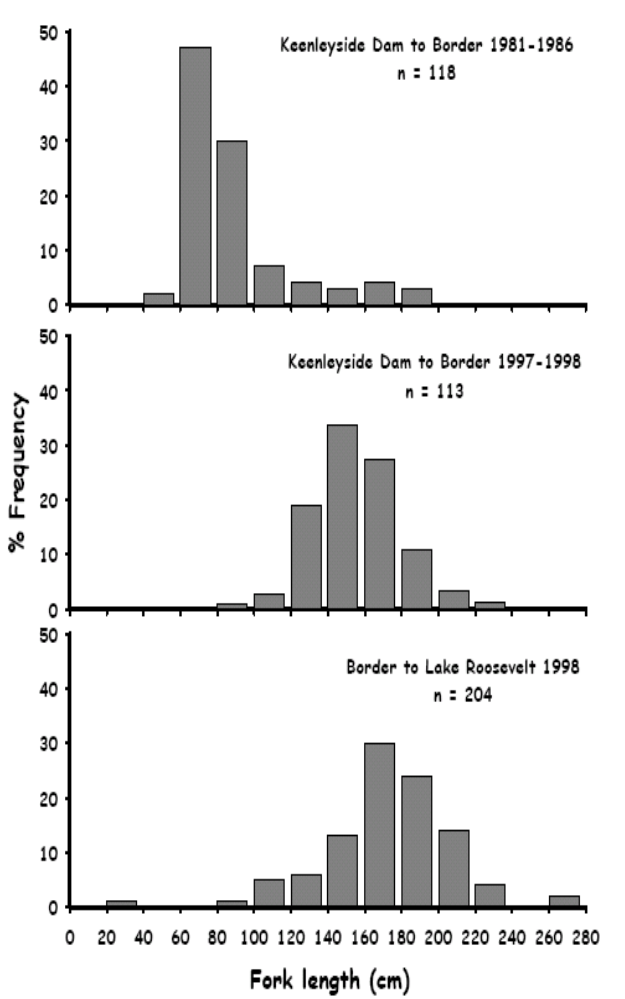 50
40
30
20
10
0
Keenleyside Dam to Border 1981-1986
n = 118
50
40
30
20
10
0
Keenleyside Dam to Border 1997-1998
n = 113
% Frequency
50
40
30
20
10
0
Border to Lake Roosevelt 1998
n = 204
0 20 40 60 80 100 120 140 160 180 200 220 240 260 280
Fork length (cm)